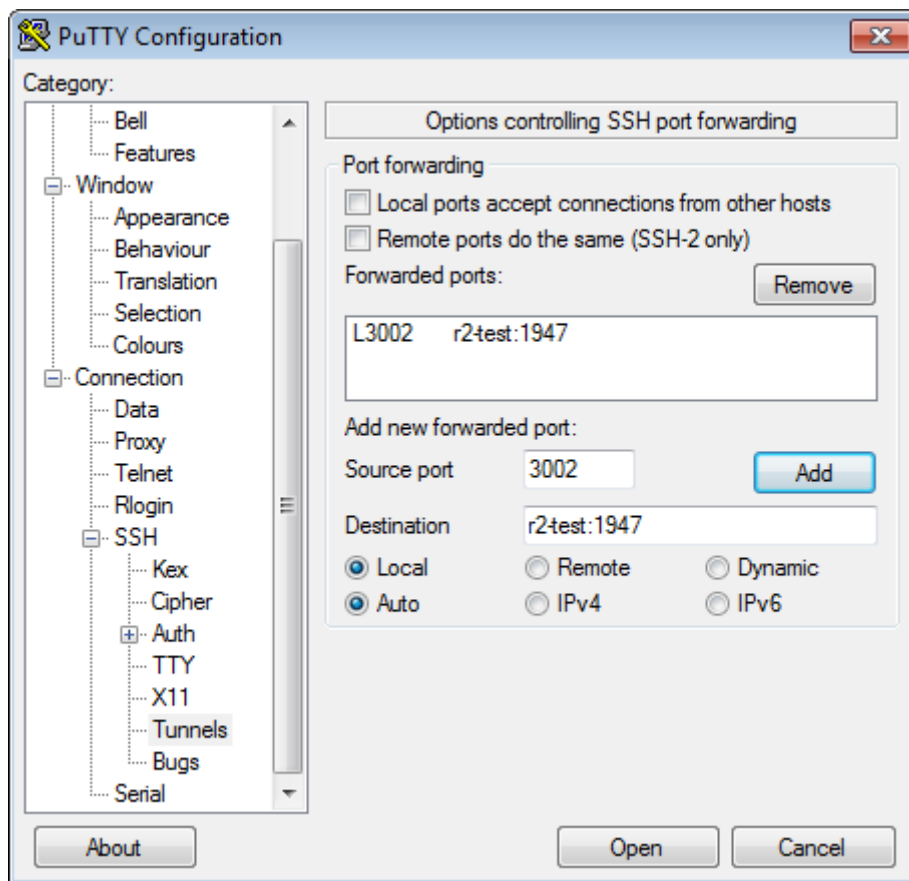 PuTTY Configuration
Category:
Bell
Features
Window
Appearance
Behaviour
Translation
Selection
Colours
Connection
Data
Proxy
Telnet
Rlogin
SSH
Kex
Cipher
Auth
TTY
X11
Tunnels
Bugs
Serial
Options controlling SSH port forwarding
Port forwarding
Local ports accept connections from other hosts
Remote ports do the same (SSH-2 only)
Forwarded ports:
Remove
L3002 r2-test:1947
Add new forwarded port:
Source port 3002 Add
Destination r2-test:1947
Local Remote Dynamic
Auto IPv4 IPv6
About Open Cancel